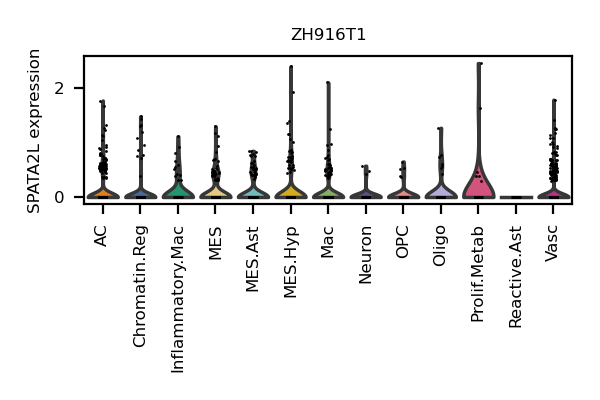 ZH916T1
SPATA2L expression
2
0
AC
Chromatin.Reg
Inflammatory.Mac
MES
MES.Ast
MES.Hyp
Mac
Neuron
OPC
Oligo
Prolif.Metab
Reactive.Ast
Vasc